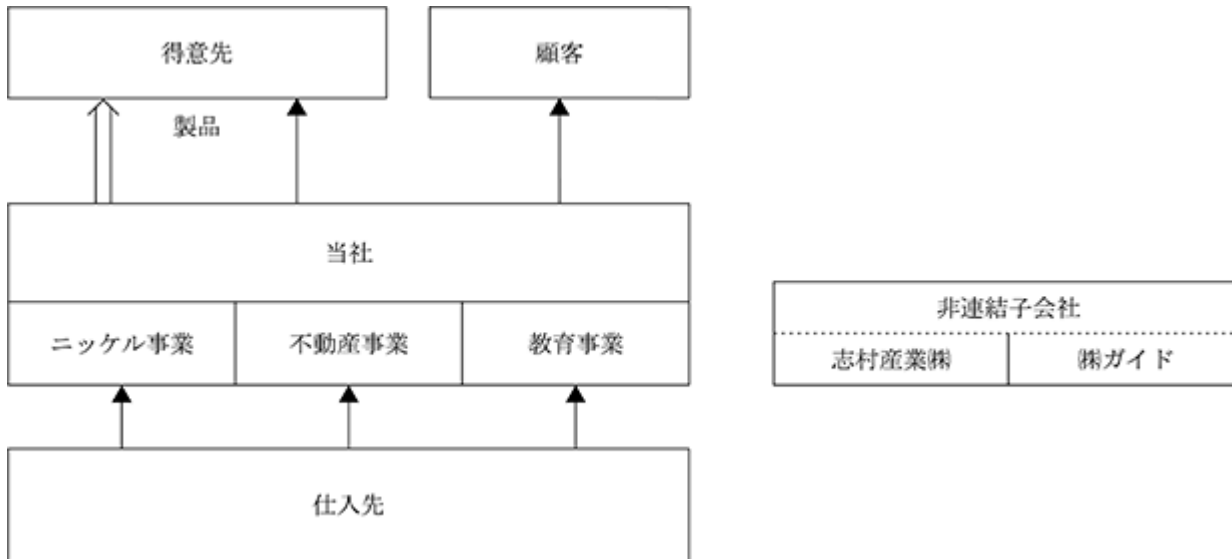 得意先
顧客
製品
当社
ニッケル事業
不動産事業
教育事業
非連結子会社
志村産業㈱
㈱ガイド
仕入先